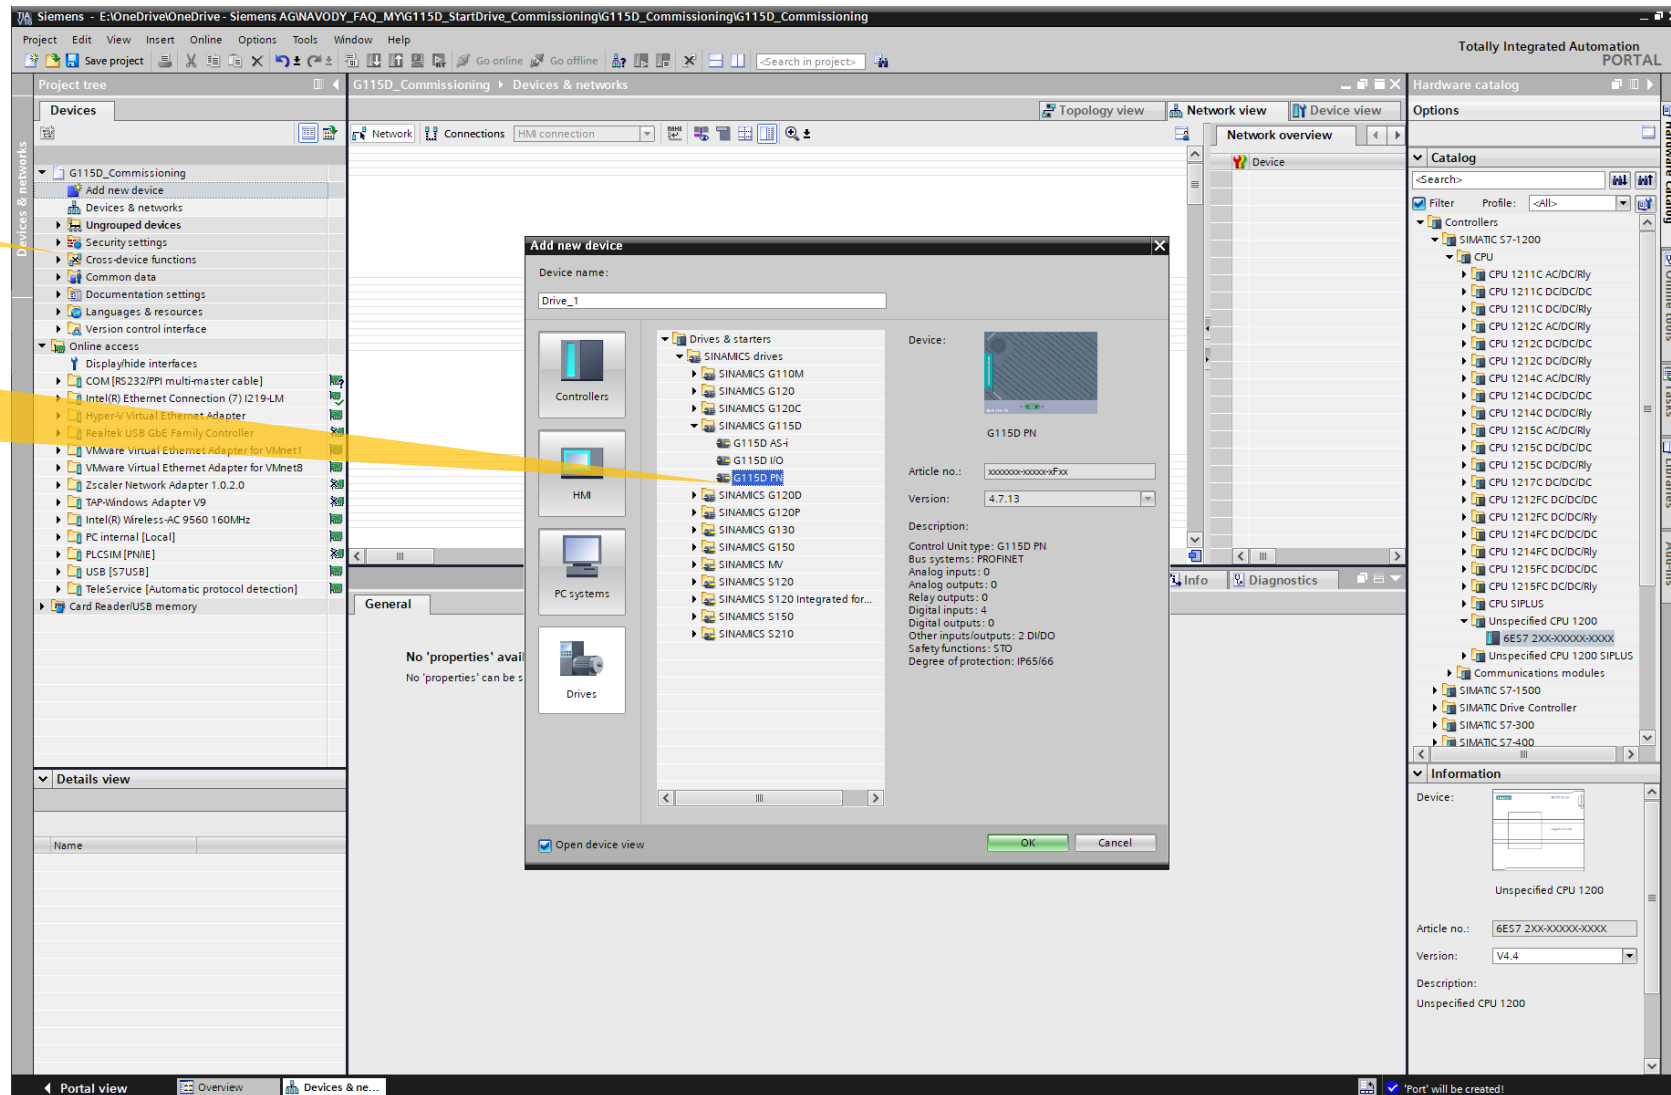 Siemens - E:\OneDrive\OneDrive - Siemens AG\NAVODY_FAQ_MY\G115D_StartDrive_Commissioning\G115D_Commissioning\G115D_Commissioning
Project Edit View Insert Online Options Tools Window Help
Totally Integrated Automation
PORTAL
Save project
Go online
Go offline
<Search in project>
Project tree
G115D_Commissioning Devices & networks
Hardware catalog
Devices
Topology view
Network view
Device view
Options
Network
Connections
HMI connection
Network overview
Device
Devices & networks
G115D_Commissioning
Add new device
Devices & networks
Ungrouped devices
Security settings
Cross-device functions
Common data
Documentation settings
Languages & resources
Version control interface
Online access
Display/hide interfaces
COM [RS232/PPI multi-master cable]
Intel(R) Ethernet Connection (7) I219-LM
Hyper-V Virtual Ethernet Adapter
Realtek USB GbE Family Controller
VMware Virtual Ethernet Adapter for VMnet1
VMware Virtual Ethernet Adapter for VMnet8
Zscaler Network Adapter 1.0.2.0
TAP-Windows Adapter V9
Intel(R) Wireless-AC 9560 160MHz
PC internal [Local]
PLCSIM [PN/IE]
USB [S7USB]
TeleService [Automatic protocol detection]
Card Reader/USB memory
Details view
Name
Add new device
Device name:
Drive_1
Controllers
HMI
PC systems
Drives
Drives & starters
SINAMICS drives
SINAMICS G110M
SINAMICS G120
SINAMICS G120C
SINAMICS G115D
G115D AS-i
G115D I/O
G115D PN
SINAMICS G120D
SINAMICS G120P
SINAMICS G130
SINAMICS G150
SINAMICS MV
SINAMICS S120
SINAMICS S120 Integrated for...
SINAMICS S150
SINAMICS S210
Device:
G115D PN
Article no.:
xxxxxxx-xxxxx-xFxx
Version:
4.7.13
Description:
Control Unit type: G115D PN
Bus systems: PROFINET
Analog inputs: 0
Analog outputs: 0
Relay outputs: 0
Digital inputs: 4
Digital outputs: 0
Other inputs/outputs: 2 DI/DO
Safety functions: STO
Degree of protection: IP65/66
Open device view
OK
Cancel
Info
Diagnostics
General
No 'properties' avail
No 'properties' can be s
Catalog
<Search>
Filter
Profile:
<All>
Controllers
SIMATIC S7-1200
CPU
CPU 1211C AC/DC/Rly
CPU 1211C DC/DC/DC
CPU 1211C DC/DC/Rly
CPU 1212C AC/DC/Rly
CPU 1212C DC/DC/DC
CPU 1212C DC/DC/Rly
CPU 1214C AC/DC/Rly
CPU 1214C DC/DC/DC
CPU 1214C DC/DC/Rly
CPU 1215C AC/DC/Rly
CPU 1215C DC/DC/DC
CPU 1215C DC/DC/Rly
CPU 1217C DC/DC/DC
CPU 1212FC DC/DC/DC
CPU 1212FC DC/DC/Rly
CPU 1214FC DC/DC/DC
CPU 1214FC DC/DC/Rly
CPU 1215FC DC/DC/DC
CPU 1215FC DC/DC/Rly
CPU SIPLUS
Unspecified CPU 1200
6ES7 2XX-XXXXX-XXXX
Unspecified CPU 1200 SIPLUS
Communications modules
SIMATIC S7-1500
SIMATIC Drive Controller
SIMATIC S7-300
SIMATIC S7-400
Information
Device:
Unspecified CPU 1200
Article no.:
6ES7 2XX-XXXXX-XXXX
Version:
V4.4
Description:
Unspecified CPU 1200
Hardware catalog
Online tools
Tasks
Libraries
Add-ins
Portal view
Overview
Devices & ne...
'Port' will be created!